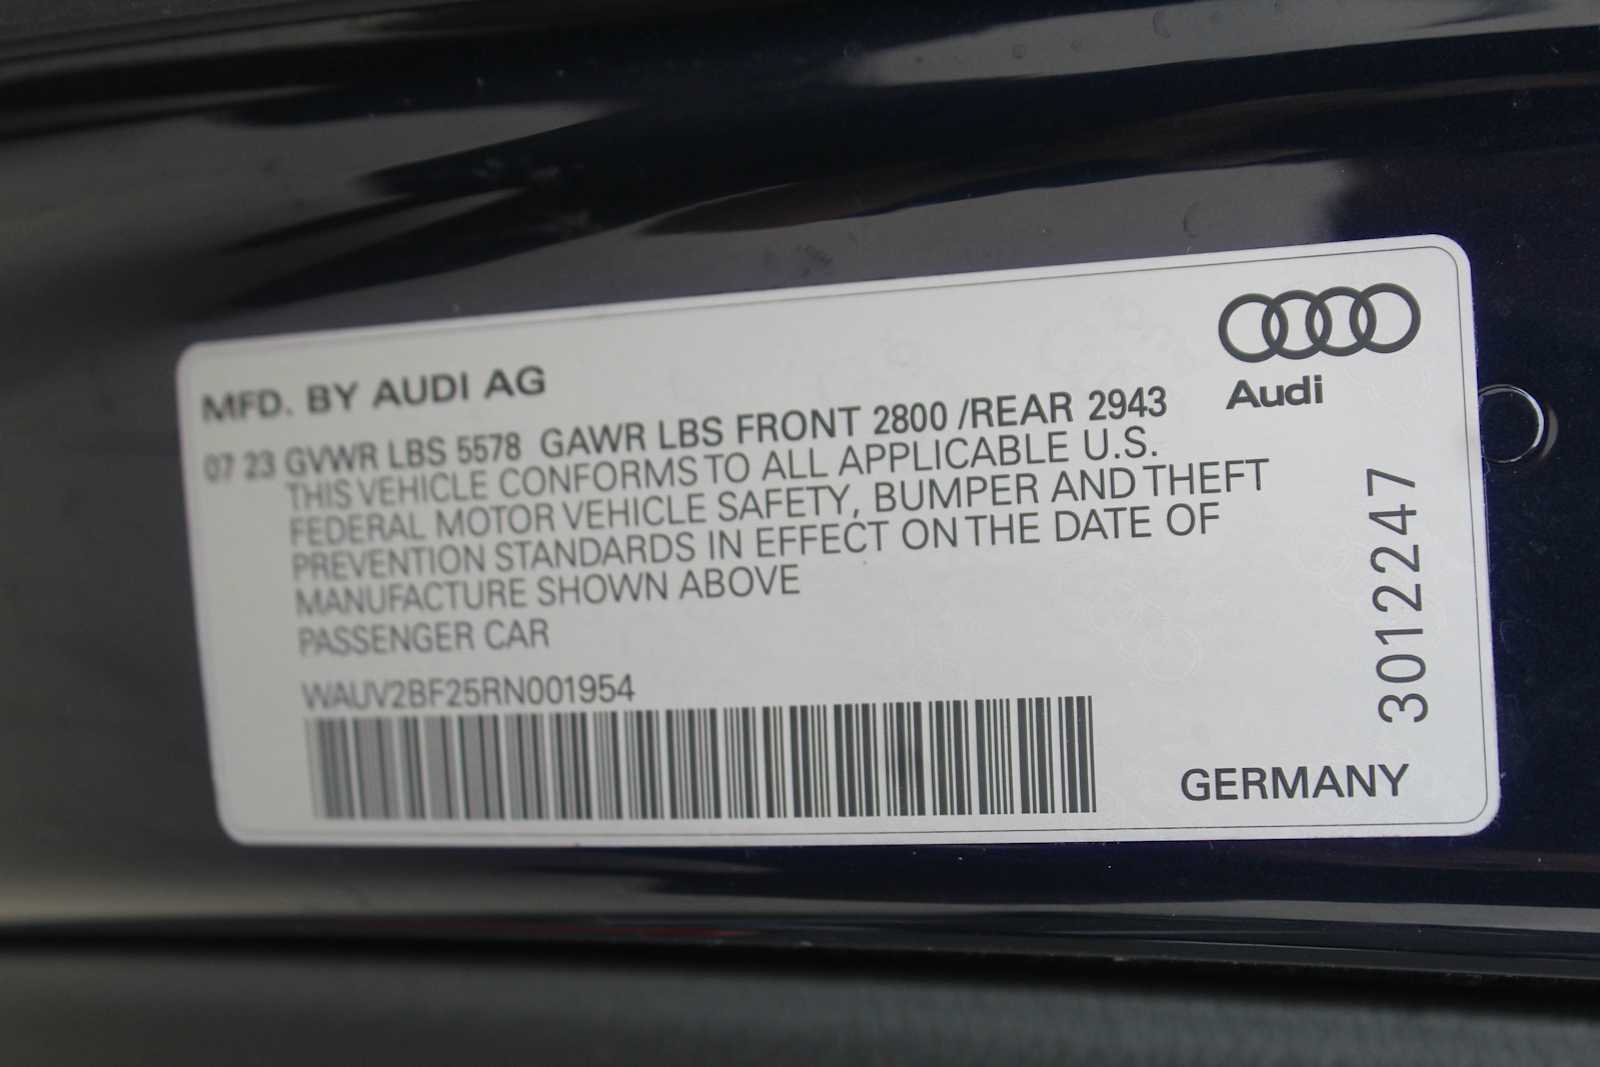 MFD. BY AUDI AG
Audi
07 23 GVWR LBS 5578 GAWR LBS FRONT 2800 /REAR 2943
THIS VEHICLE CONFORMS TO ALL APPLICABLE U.S.
FEDERAL MOTOR VEHICLE SAFETY, BUMPER AND THEFT
PREVENTION STANDARDS IN EFFECT ON THE DATE OF
MANUFACTURE SHOWN ABOVE
PASSENGER CAR
WAUV2BF25RN001954
3012247
GERMANY